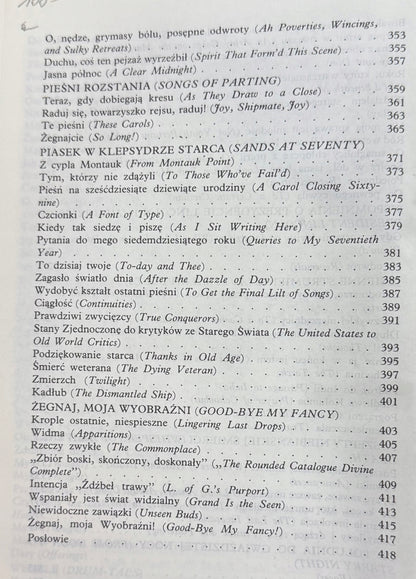 O, nędze, grymasy bólu, posępne odwroty (Ah Poverties, Wincings,
and Sulky Retreats) . . . 353
Duchu, coś ten pejzaż wyrzeźbił (Spirit That Form'd This Scene) . 355
Jasna północ (A Clear Midnight) . . . 357
PIEŚNI ROZSTANIA (SONGS OF PARTING)
Teraz, gdy dobiegają kresu (As They Draw to a Close) . . . 359
Raduj się, towarzyszko rejsu, raduj! (Joy, Shipmate, Joy) . . . 361
Te pieśni (These Carols) . . . 363
Żegnajcie (So Long!) . . . 365
PIASEK W KLEPSYDRZE STARCA (SANDS AT SEVENTY)
Z cypla Montauk (From Montauk Point) . . . 371
Tym, którzy nie zdążyli (To Those Who've Fail'd) . . . 373
Pieśń na sześćdziesiąte dziewiąte urodziny (A Carol Closing Sixty-
nine) . . . 375
Czcionki (A Font of Type) . . . 377
Kiedy tak siedzę i piszę (As I Sit Writing Here) . . . 379
Pytania do mego siedemdziesiątego roku (Queries to My Seventieth
Year) . . . 381
To dzisiaj twoje (To-day and Thee) . . . 383
Zagasło światło dnia (After the Dazzle of Day) . . . 385
Wydobyć kształt ostatni pieśni (To Get the Final Lilt of Songs) . 387
Ciągłość (Continuities) . . . 389
Prawdziwi zwycięzcy (True Conquerors) . . . 391
Stany Zjednoczone do krytyków ze Starego Świata (The United States to
Old World Critics) . . . 393
Podziękowanie starca (Thanks in Old Age) . . . 395
Śmierć weterana (The Dying Veteran) . . . 397
Zmierzch (Twilight) . . . 399
Kadłub (The Dismantled Ship) . . . 401
ŻEGNAJ, MOJA WYOBRAŹNI (GOOD-BYE MY FANCY)
Krople ostatnie, niespieszne (Lingering Last Drops) . . . 403
Widma (Apparitions) . . . 405
Rzeczy zwykłe (The Commonplace) . . . 407
„Zbiór boski, skończony, doskonały” („The Rounded Catalogue Divine
Complete”) . . . 409
Intencja „Źdźbeł trawy” (L. of G.'s Purport) . . . 411
Wspaniały jest świat widzialny (Grand Is the Seen) . . . 413
Niewidoczne zawiązki (Unseen Buds) . . . 415
Żegnaj, moja Wyobraźni! (Good-Bye My Fancy!) . . . 417
Posłowie . . . 418